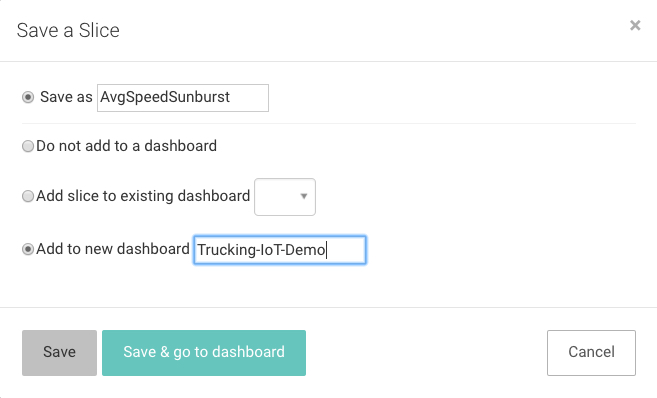 Save a Slice ×
Save as AvgSpeedSunburst
Do not add to a dashboard
Add slice to existing dashboard
Add to new dashboard Trucking-IoT-Demo
Save Save & go to dashboard Cancel